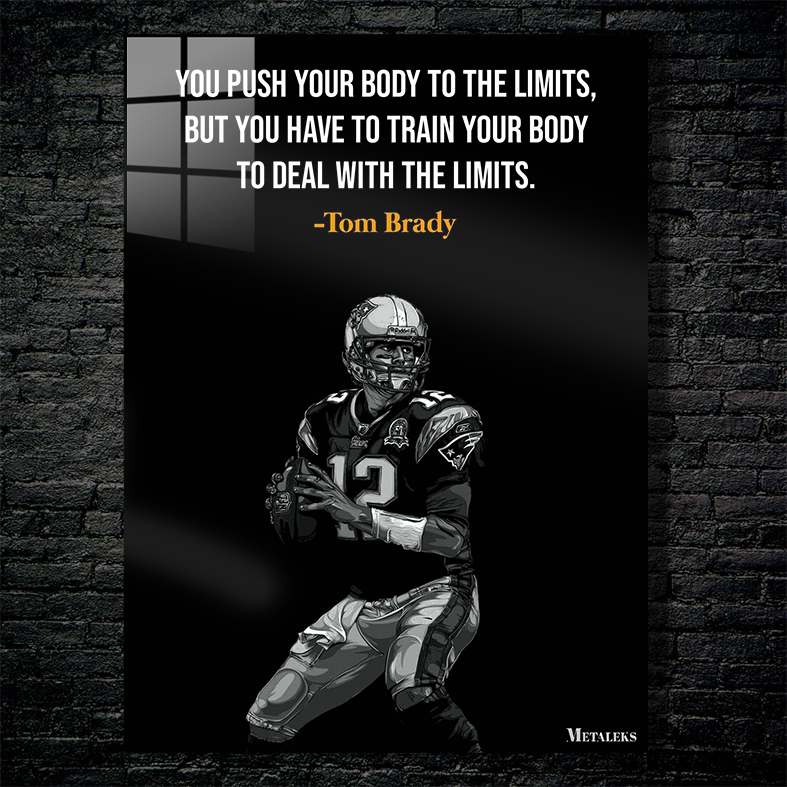 YOU PUSH YOUR BODY TO THE LIMITS,
BUT YOU HAVE TO TRAIN YOUR BODY
TO DEAL WITH THE LIMITS.
-Tom Brady
Riddell
12
12
METALEKS